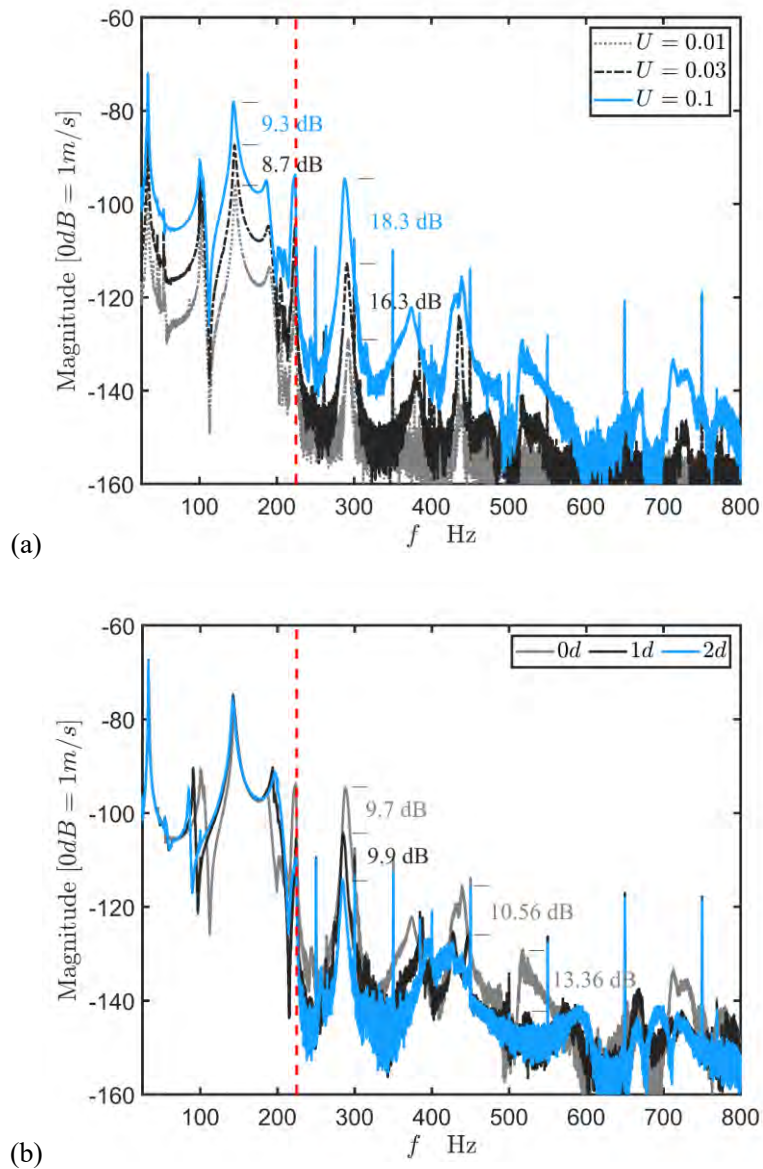 -60
-80
-100
-120
-140
-160
Magnitude [0dB = 1m/s]
U = 0.01
U = 0.03
U = 0.1
9.3 dB
8.7 dB
18.3 dB
16.3 dB
100 200 300 400 500 600 700 800
f Hz
(a)
-60
-80
-100
-120
-140
-160
Magnitude [0dB = 1m/s]
0d 1d 2d
9.7 dB
9.9 dB
10.56 dB
13.36 dB
100 200 300 400 500 600 700 800
f Hz
(b)